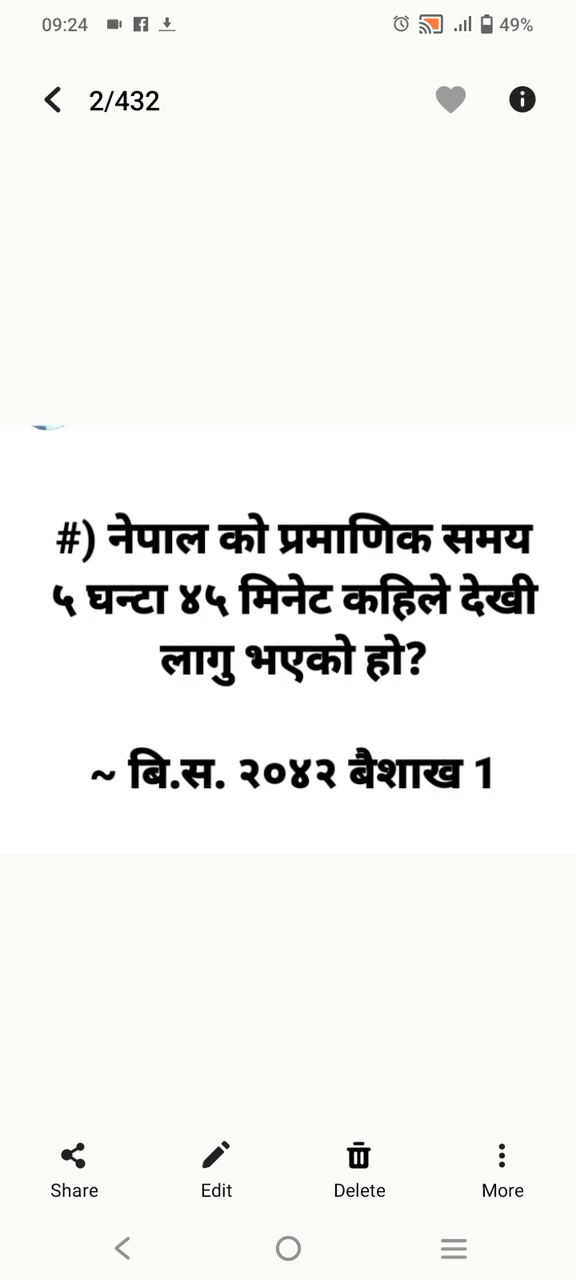 09:24 49%
2/432
#) नेपाल को प्रमाणिक समय
५ घन्टा ४५ मिनेट कहिले देखी
लागु भएको हो?
~ बि.स. २०४२ बैशाख 1
Share Edit Delete More